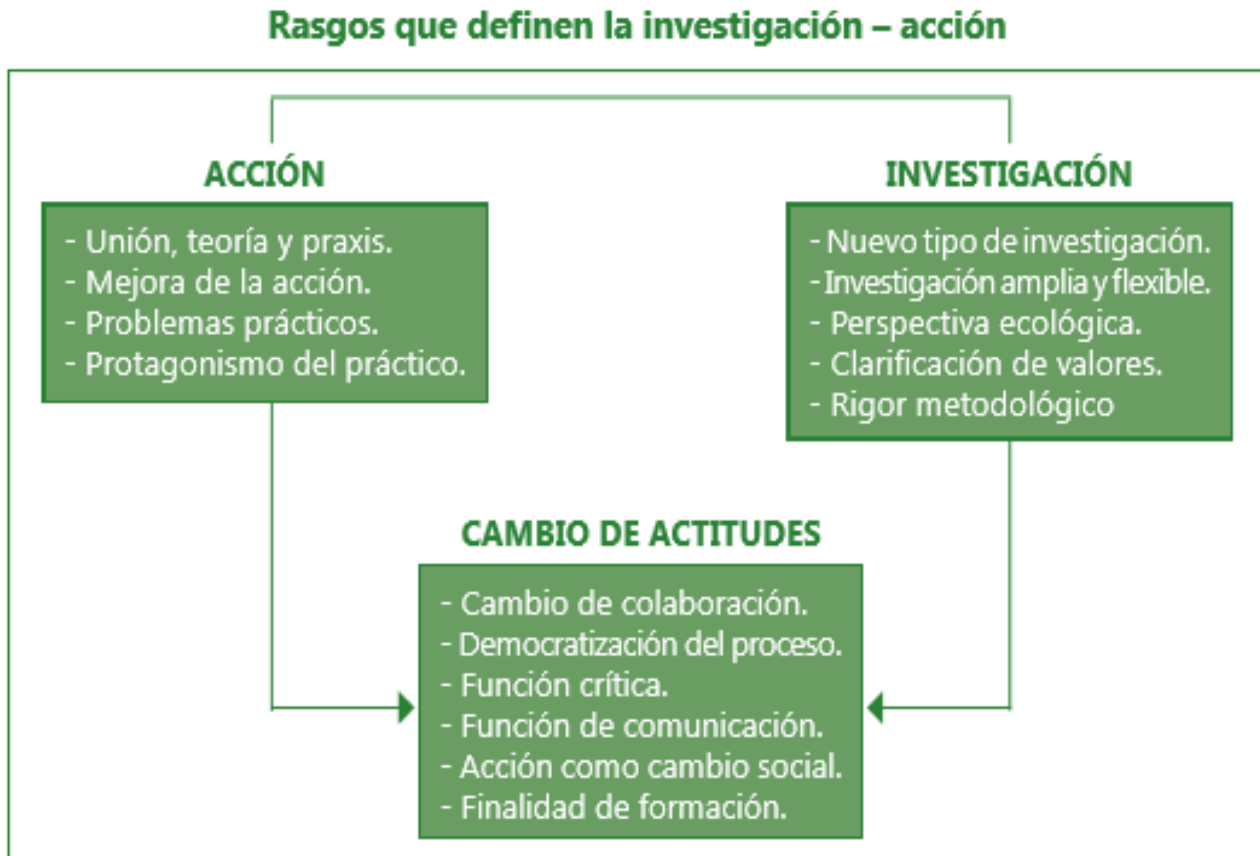 Rasgos que definen la investigación – acción
ACCIÓN
- Unión, teoría y praxis.
- Mejora de la acción.
- Problemas prácticos.
- Protagonismo del práctico.
INVESTIGACIÓN
- Nuevo tipo de investigación.
- Investigación amplia y flexible.
- Perspectiva ecológica.
- Clarificación de valores.
- Rigor metodológico
CAMBIO DE ACTITUDES
- Cambio de colaboración.
- Democratización del proceso.
- Función crítica.
- Función de comunicación.
- Acción como cambio social.
- Finalidad de formación.